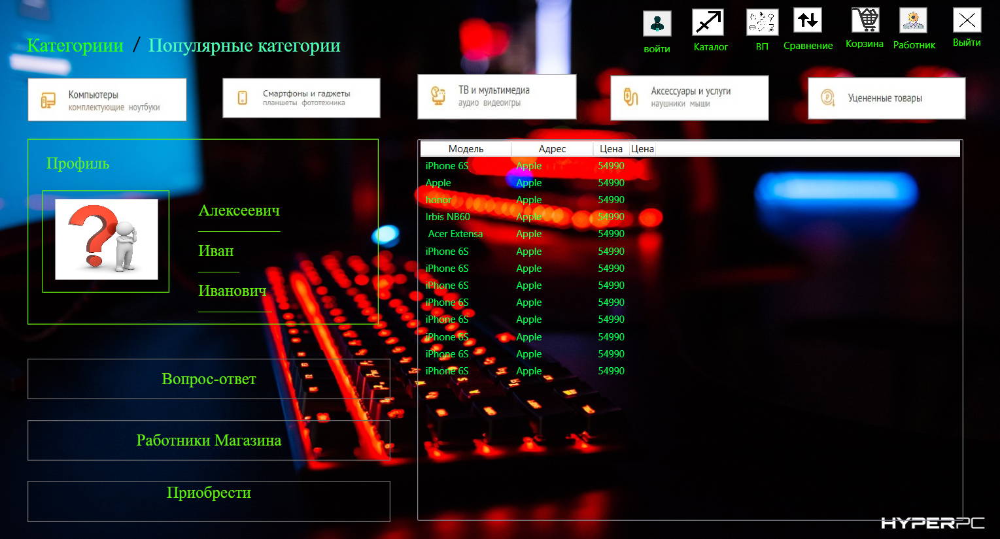 Категориии / Популярные категории
войти
Каталог
ВП
Сравнение
Корзина
Работник
Выйти
Компьютеры
комплектующие ноутбуки
Смартфоны и гаджеты
планшеты фототехника
ТВ и мультимедиа
аудио видеоигры
Аксессуары и услуги
наушники мыши
Уцененные товары
Профиль
Алексеевич
Иван
Иванович
Вопрос-ответ
Работники Магазина
Приобрести
Модель Адрес Цена Цена
iPhone 6S Apple 54990
Apple Apple 54990
honor Apple 54990
Irbis NB60 Apple 54990
Acer Extensa Apple 54990
iPhone 6S Apple 54990
iPhone 6S Apple 54990
iPhone 6S Apple 54990
iPhone 6S Apple 54990
iPhone 6S Apple 54990
iPhone 6S Apple 54990
iPhone 6S Apple 54990
iPhone 6S Apple 54990
HYPERPC